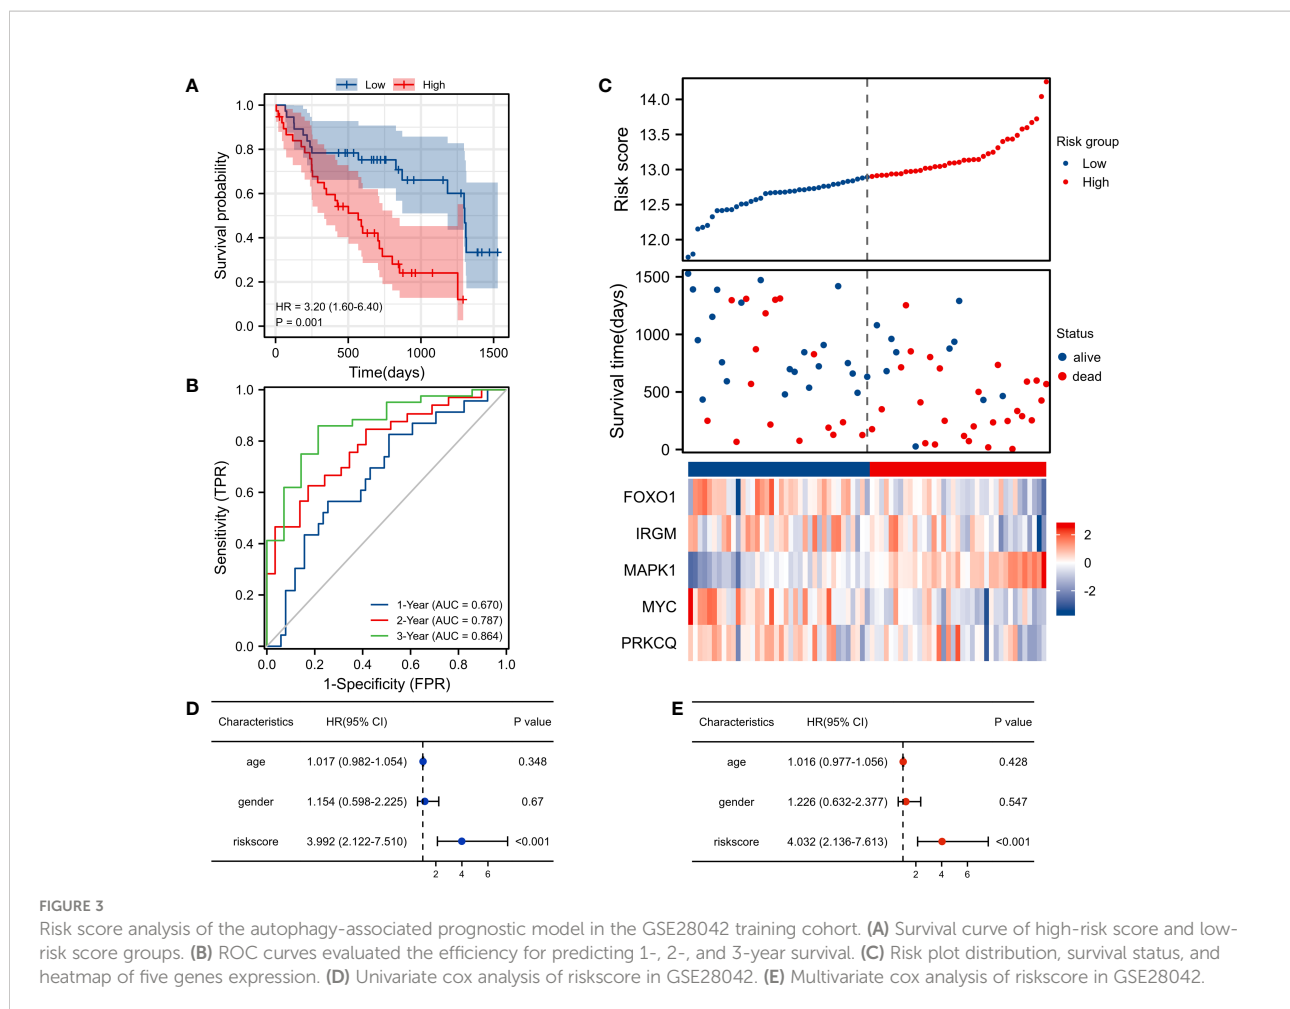 A
Low
High
Survival probability
1.0
0.8
0.6
0.4
0.2
0.0
HR = 3.20 (1.60-6.40)
P = 0.001
0
500
1000
1500
Time(days)
B
Sensitivity (TPR)
1.0
0.8
0.6
0.4
0.2
0.0
1-Year (AUC = 0.670)
2-Year (AUC = 0.787)
3-Year (AUC = 0.864)
0.0
0.2
0.4
0.6
0.8
1.0
1-Specificity (FPR)
C
Risk score
14.0
13.5
13.0
12.5
12.0
Risk group
Low
High
Survival time(days)
1500
1000
500
0
Status
alive
dead
FOXO1
IRGM
MAPK1
MYC
PRKCQ
2
0
-2
D
Characteristics HR(95% CI) P value
age 1.017 (0.982-1.054) 0.348
gender 1.154 (0.598-2.225) 0.67
riskscore 3.992 (2.122-7.510) <0.001
2 4 6
E
Characteristics HR(95% CI) P value
age 1.016 (0.977-1.056) 0.428
gender 1.226 (0.632-2.377) 0.547
riskscore 4.032 (2.136-7.613) <0.001
2 4 6
FIGURE 3
Risk score analysis of the autophagy-associated prognostic model in the GSE28042 training cohort. (A) Survival curve of high-risk score and low-
risk score groups. (B) ROC curves evaluated the efficiency for predicting 1-, 2-, and 3-year survival. (C) Risk plot distribution, survival status, and
heatmap of five genes expression. (D) Univariate cox analysis of riskscore in GSE28042. (E) Multivariate cox analysis of riskscore in GSE28042.